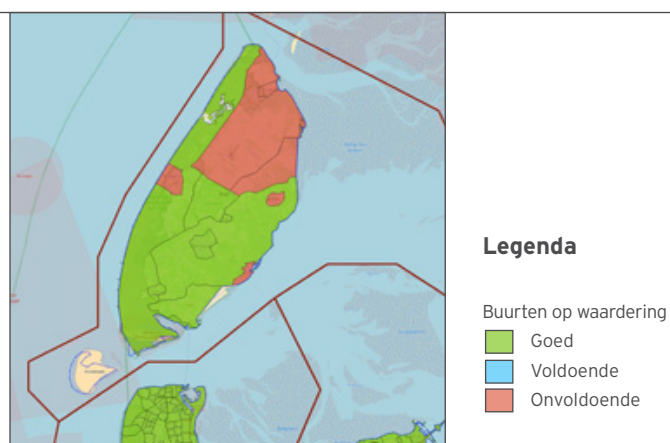 Legenda
Buurten op waardering
Goed
Voldoende
Onvoldoende